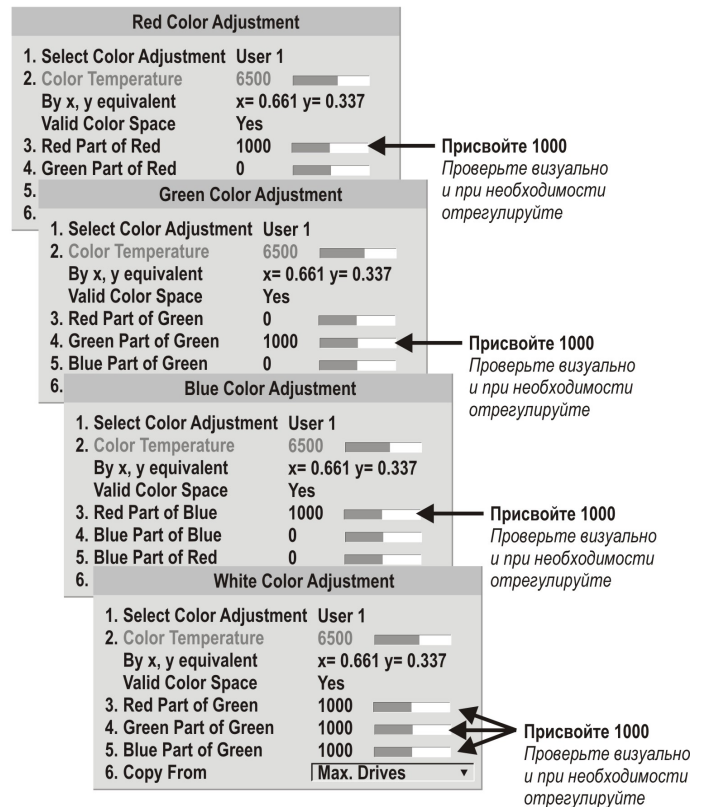 Red Color Adjustment
1. Select Color Adjustment User 1
2. Color Temperature 6500
By x, y equivalent x= 0.661 y= 0.337
Valid Color Space Yes
3. Red Part of Red 1000
4. Green Part of Red 0
5.
6.
Присвойте 1000
Проверьте визуально
и при необходимости
отрегулируйте
Green Color Adjustment
1. Select Color Adjustment User 1
2. Color Temperature 6500
By x, y equivalent x= 0.661 y= 0.337
Valid Color Space Yes
3. Red Part of Green 0
4. Green Part of Green 1000
5. Blue Part of Green 0
6.
Присвойте 1000
Проверьте визуально
и при необходимости
отрегулируйте
Blue Color Adjustment
1. Select Color Adjustment User 1
2. Color Temperature 6500
By x, y equivalent x= 0.661 y= 0.337
Valid Color Space Yes
3. Red Part of Blue 1000
4. Blue Part of Blue 0
5. Blue Part of Red 0
6.
Присвойте 1000
Проверьте визуально
и при необходимости
отрегулируйте
White Color Adjustment
1. Select Color Adjustment User 1
2. Color Temperature 6500
By x, y equivalent x= 0.661 y= 0.337
Valid Color Space Yes
3. Red Part of Green 1000
4. Green Part of Green 1000
5. Blue Part of Green 1000
6. Copy From Max. Drives
Присвойте 1000
Проверьте визуально
и при необходимости
отрегулируйте